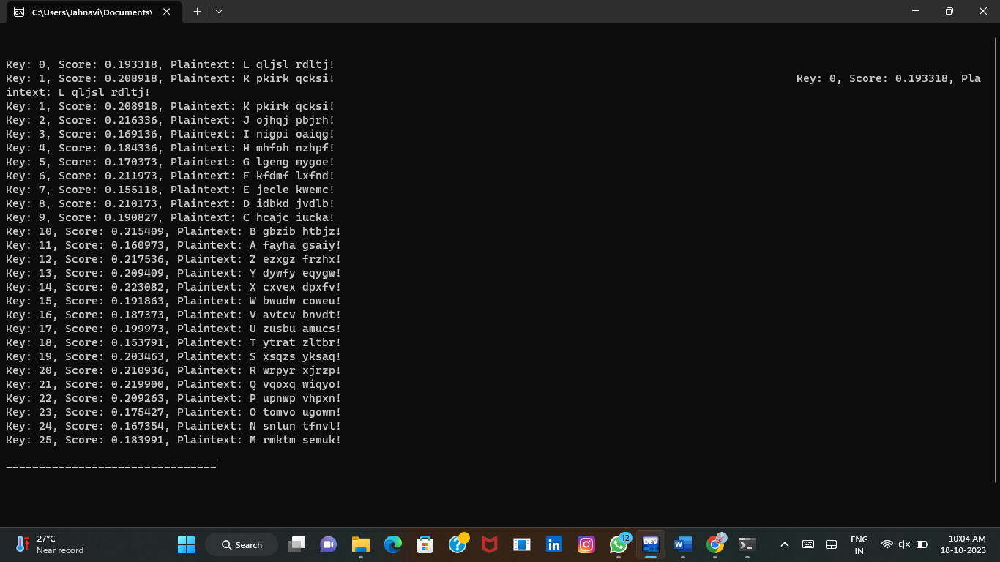 C:\Users\Jahnavi\Documents\
Key: 0, Score: 0.193318, Plaintext: L qljsl rdltj!
Key: 1, Score: 0.208918, Plaintext: K pkirk qcksi! Key: 0, Score: 0.193318, Pla
intext: L qljsl rdltj!
Key: 1, Score: 0.208918, Plaintext: K pkirk qcksi!
Key: 2, Score: 0.216336, Plaintext: J ojhqj pbjrh!
Key: 3, Score: 0.169136, Plaintext: I nigpi oaiqg!
Key: 4, Score: 0.184336, Plaintext: H mhfoh nzhpf!
Key: 5, Score: 0.170373, Plaintext: G lgeng mygoe!
Key: 6, Score: 0.211973, Plaintext: F kfdmf lxfnd!
Key: 7, Score: 0.155118, Plaintext: E jecle kwemc!
Key: 8, Score: 0.210173, Plaintext: D idbkd jvdlb!
Key: 9, Score: 0.190827, Plaintext: C hcajc iucka!
Key: 10, Score: 0.215409, Plaintext: B gbzib htbjz!
Key: 11, Score: 0.160973, Plaintext: A fayha gsaiy!
Key: 12, Score: 0.217536, Plaintext: Z ezxgz frzhx!
Key: 13, Score: 0.209409, Plaintext: Y dywfy eqygw!
Key: 14, Score: 0.223082, Plaintext: X cxvex dpxfv!
Key: 15, Score: 0.191863, Plaintext: W bwudw coweu!
Key: 16, Score: 0.187373, Plaintext: V avtcv bnvdt!
Key: 17, Score: 0.199973, Plaintext: U zusbu amucs!
Key: 18, Score: 0.153791, Plaintext: T ytrat zltbr!
Key: 19, Score: 0.203463, Plaintext: S xsqzs yksaq!
Key: 20, Score: 0.210936, Plaintext: R wrpyr xjrzp!
Key: 21, Score: 0.219900, Plaintext: Q vqoxq wiqyo!
Key: 22, Score: 0.209263, Plaintext: P upnwp vhpxn!
Key: 23, Score: 0.175427, Plaintext: O tomvo ugowm!
Key: 24, Score: 0.167354, Plaintext: N snlun tfnvl!
Key: 25, Score: 0.183991, Plaintext: M rmktm semuk!
--------------------------------
27°C
Near record
Search
12
DEV
ENG
IN
10:04 AM
18-10-2023